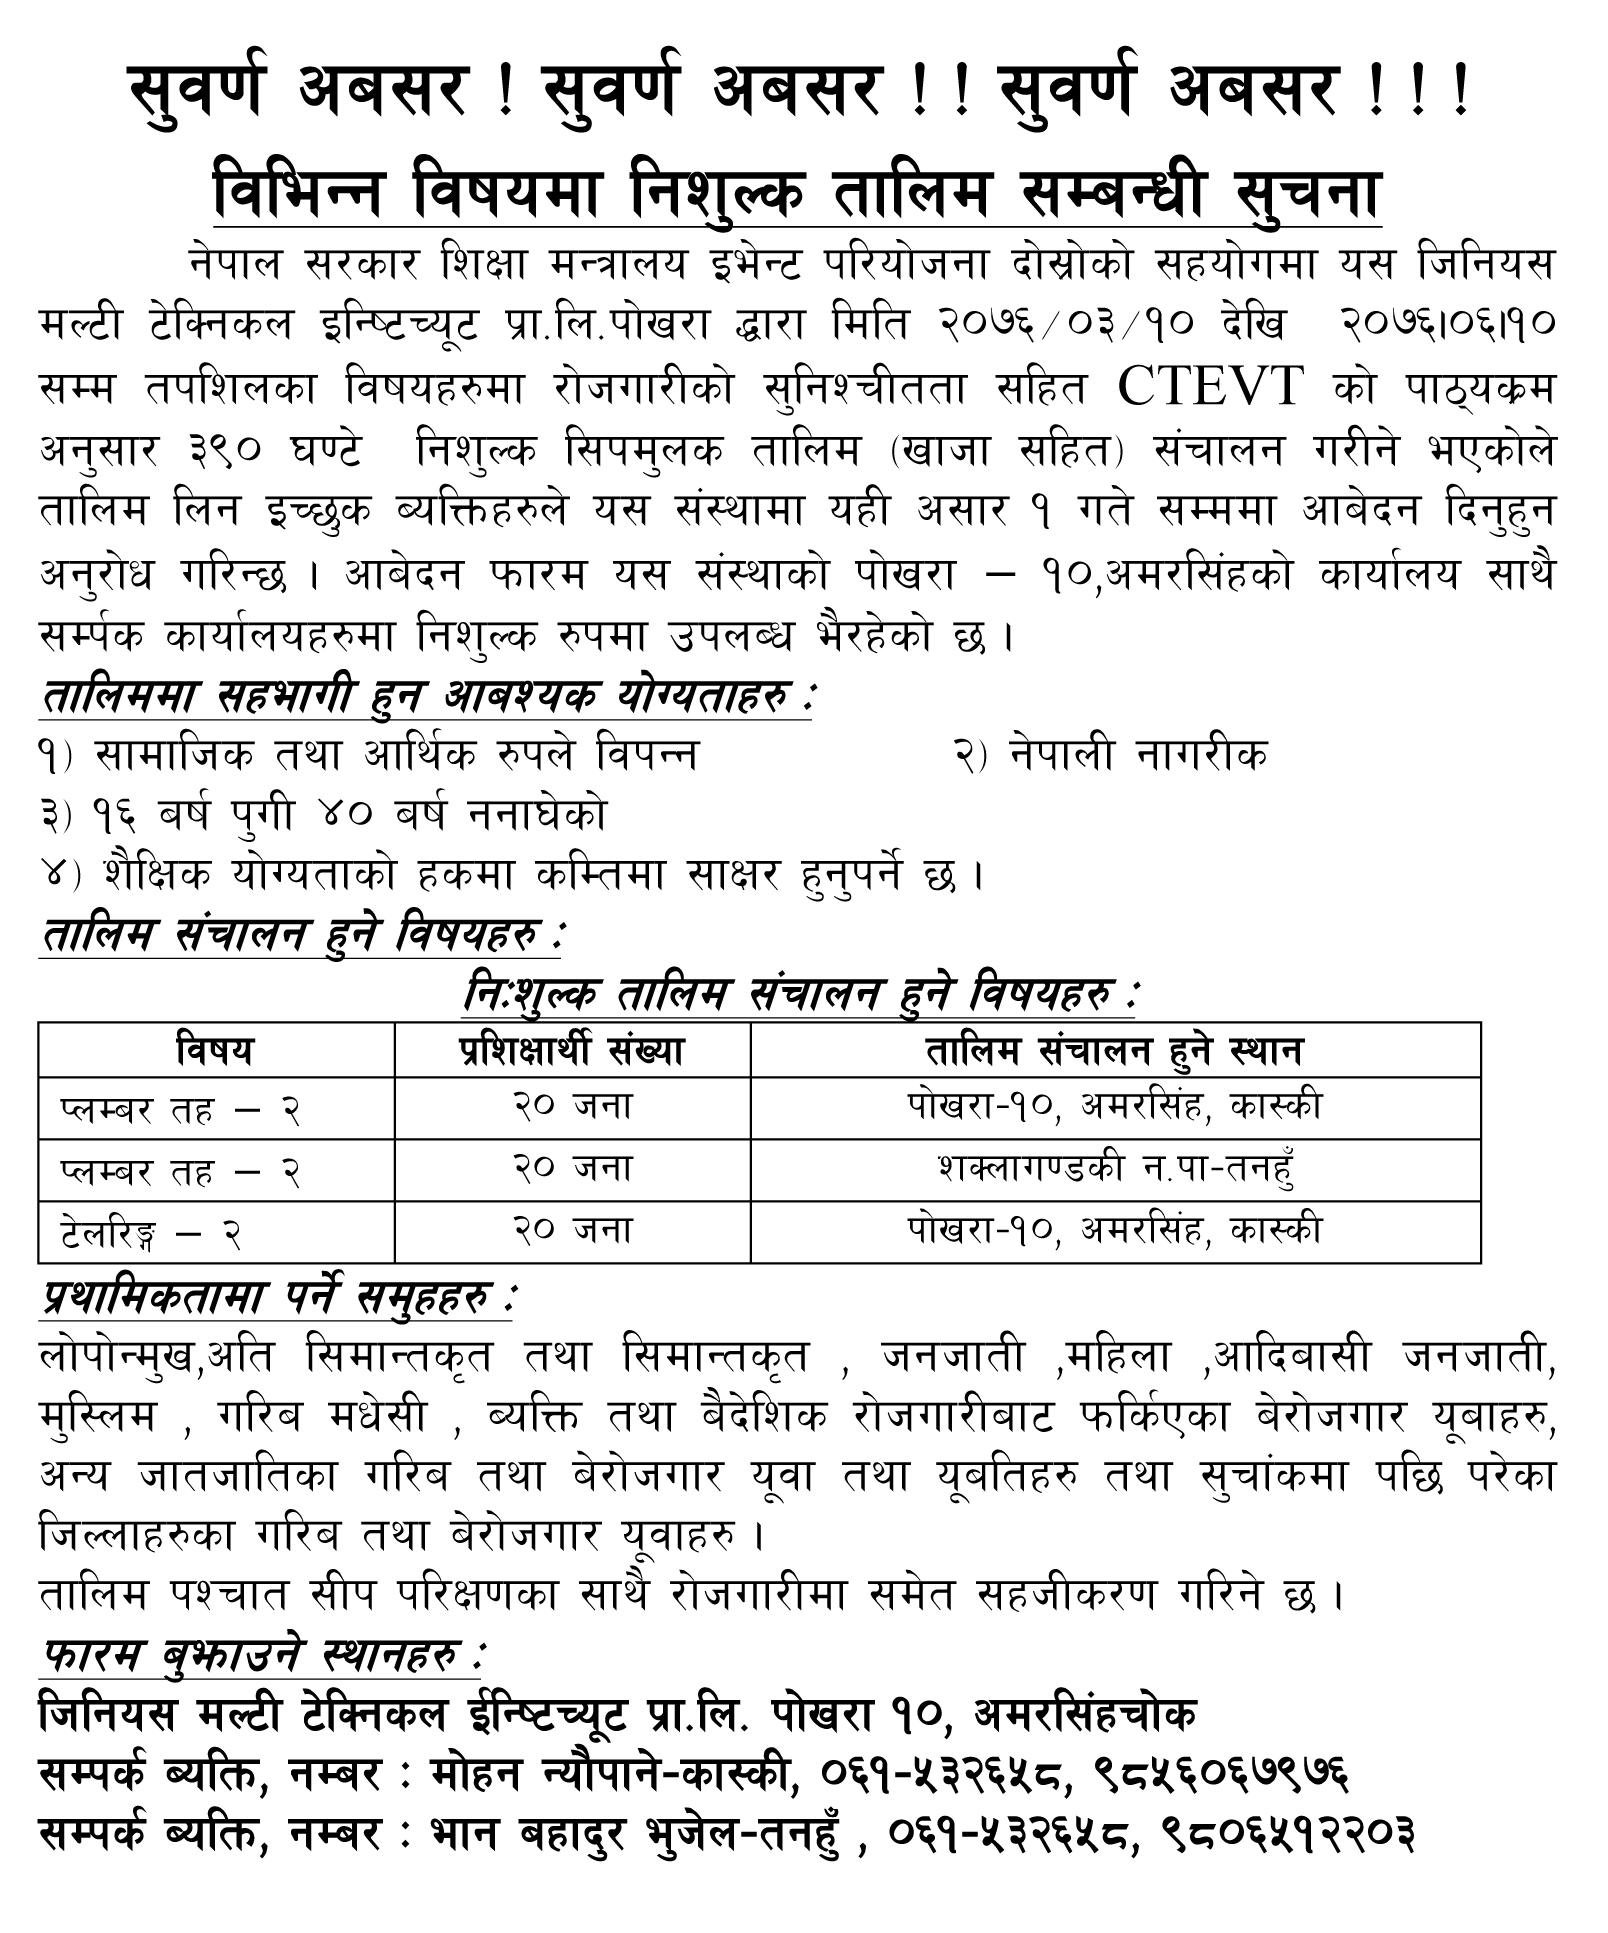 सुवर्ण अबसर ! सुवर्ण अबसर ! ! सुवर्ण अबसर ! ! !
विभिन्न विषयमा निशुल्क तालिम सम्बन्धी सुचना
नेपाल सरकार शिक्षा मन्त्रालय इभेन्ट परियोजना दोस्रोको सहयोगमा यस जिनियस
मल्टी टेक्निकल इन्ष्टिच्यूट प्रा.लि.पोखरा द्धारा मिति २०७६/०३/१० देखि २०७६।०६।१०
सम्म तपशिलका विषयहरुमा रोजगारीको सुनिश्चीतता सहित CTEVT को पाठ्यक्रम
अनुसार ३९० घण्टे निशुल्क सिपमुलक तालिम (खाजा सहित) संचालन गरीने भएकोले
तालिम लिन इच्छुक ब्यक्तिहरुले यस संस्थामा यही असार १ गते सम्ममा आबेदन दिनुहुन
अनुरोध गरिन्छ । आबेदन फारम यस संस्थाको पोखरा – १०,अमरसिंहको कार्यालय साथै
सर्म्पक कार्यालयहरुमा निशुल्क रुपमा उपलब्ध भैरहेको छ ।
तालिममा सहभागी हुन आबश्यक योग्यताहरु :
१) सामाजिक तथा आर्थिक रुपले विपन्न २) नेपाली नागरीक
३) १६ बर्ष पुगी ४० बर्ष ननाघेको
४) शैक्षिक योग्यताको हकमा कम्तिमा साक्षर हुनुपर्ने छ ।
तालिम संचालन हुने विषयहरु :
निःशुल्क तालिम संचालन हुने विषयहरु :
विषय प्रशिक्षार्थी संख्या तालिम संचालन हुने स्थान
प्लम्बर तह – २ २० जना पोखरा-१०, अमरसिंह, कास्की
प्लम्बर तह – २ २० जना शक्लागण्डकी न.पा-तनहुँ
टेलरिङ्ग – २ २० जना पोखरा-१०, अमरसिंह, कास्की
प्रथामिकतामा पर्ने समुहहरु :
लोपोन्मुख,अति सिमान्तकृत तथा सिमान्तकृत , जनजाती ,महिला ,आदिबासी जनजाती,
मुस्लिम , गरिब मधेसी , ब्यक्ति तथा बैदेशिक रोजगारीबाट फर्किएका बेरोजगार यूबाहरु,
अन्य जातजातिका गरिब तथा बेरोजगार यूवा तथा यूबतिहरु तथा सुचांकमा पछि परेका
जिल्लाहरुका गरिब तथा बेरोजगार यूवाहरु ।
तालिम पश्चात सीप परिक्षणका साथै रोजगारीमा समेत सहजीकरण गरिने छ ।
फारम बुझाउने स्थानहरु :
जिनियस मल्टी टेक्निकल ईन्ष्टिच्यूट प्रा.लि. पोखरा १०, अमरसिंहचोक
सम्पर्क ब्यक्ति, नम्बर : मोहन न्यौपाने-कास्की, ०६१-५३२६५८, ९८५६०६७९७६
सम्पर्क ब्यक्ति, नम्बर : भान बहादुर भुजेल-तनहुँ , ०६१-५३२६५८, ९८०६५१२२०३